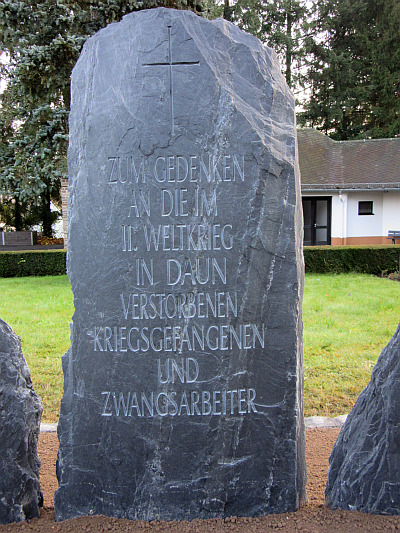 ZUM GEDENKEN
AN DIE IM
II. WELTKRIEG
IN DAUN
VERSTORBENEN
KRIEGSGEFANGENEN
UND
ZWANGSARBEITER